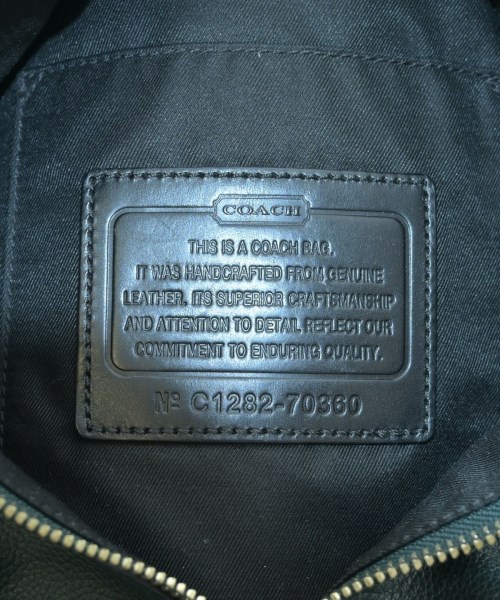 COACH
THIS IS A COACH BAG.
IT WAS HANDCRAFTED FROM GENUINE
LEATHER. ITS SUPERIOR CRAFTSMANSHIP
AND ATTENTION TO DETAIL REFLECT OUR
COMMITMENT TO ENDURING QUALITY.
Nº C1282-70360